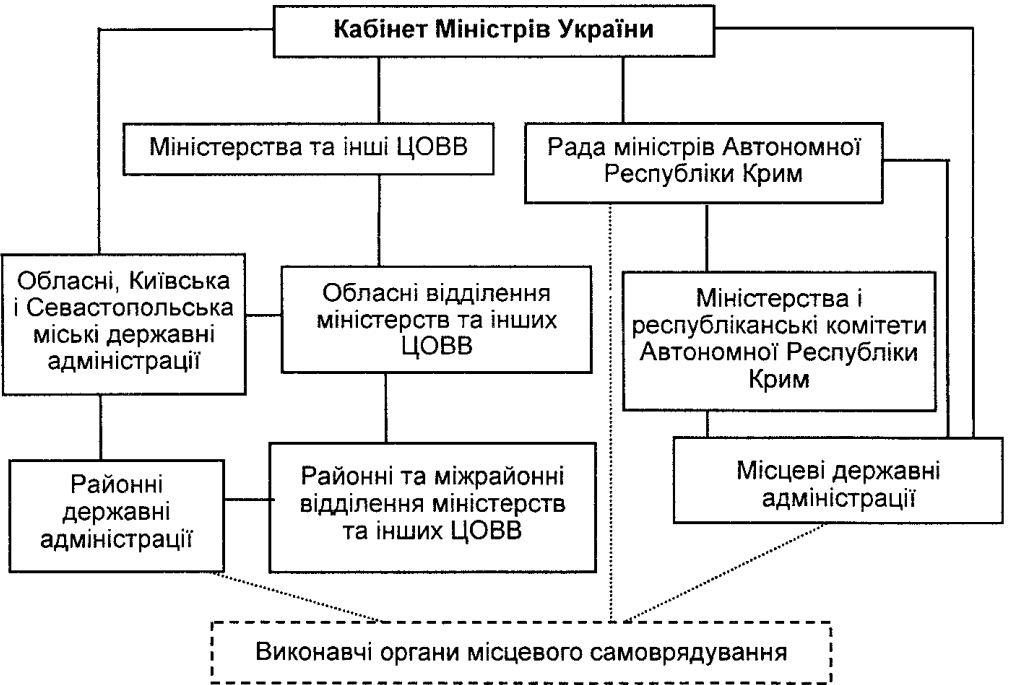 Кабінет Міністрів України
Міністерства та інші ЦОВВ
Рада міністрів Автономної
Республіки Крим
Обласні, Київська
і Севастопольська
міські державні
адміністрації
Обласні відділення
міністерств та інших
ЦОВВ
Міністерства і
республіканські комітети
Автономної Республіки
Крим
Районні
державні
адміністрації
Районні та міжрайонні
відділення міністерств
та інших ЦОВВ
Місцеві державні
адміністрації
Виконавчі органи місцевого самоврядування